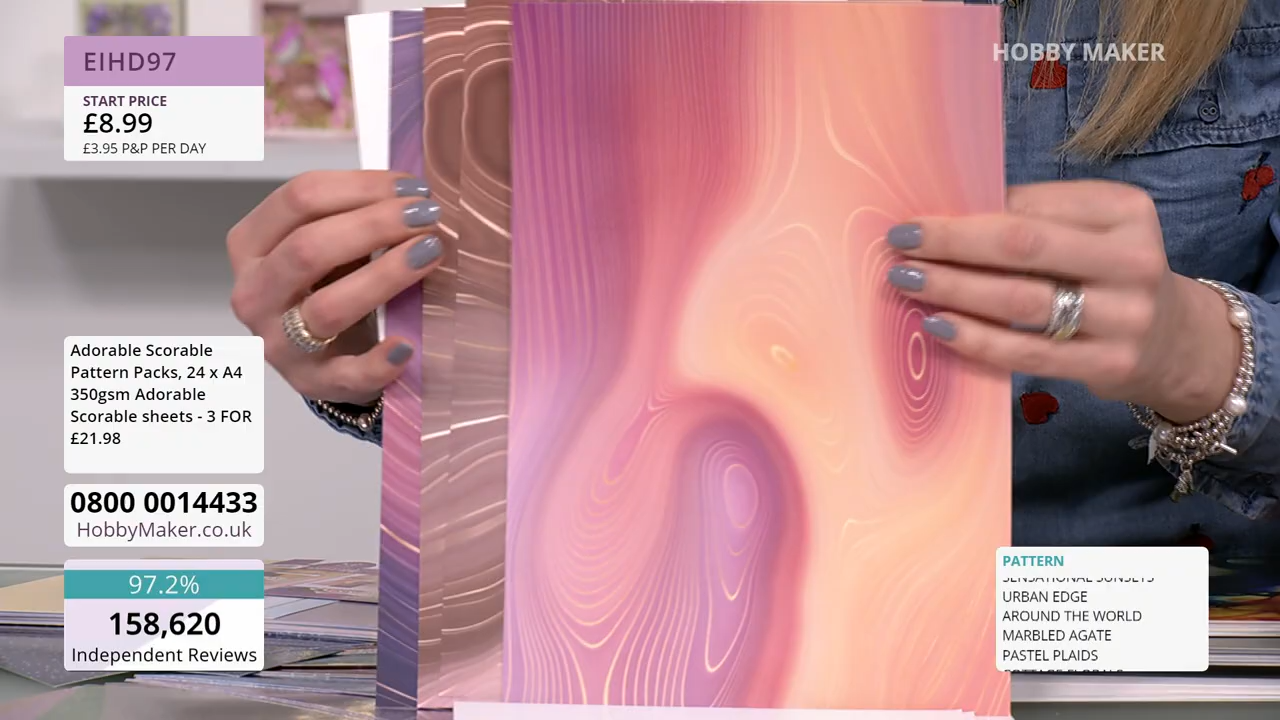 EIHD97
START PRICE
£8.99
£3.95 P&P PER DAY
HOBBY MAKER
Adorable Scorable
Pattern Packs, 24 x A4
350gsm Adorable
Scorable sheets - 3 FOR
£21.98
0800 0014433
HobbyMaker.co.uk
97.2%
158,620
Independent Reviews
PATTERN
SENSATIONAL SUNSETS
URBAN EDGE
AROUND THE WORLD
MARBLED AGATE
PASTEL PLAIDS